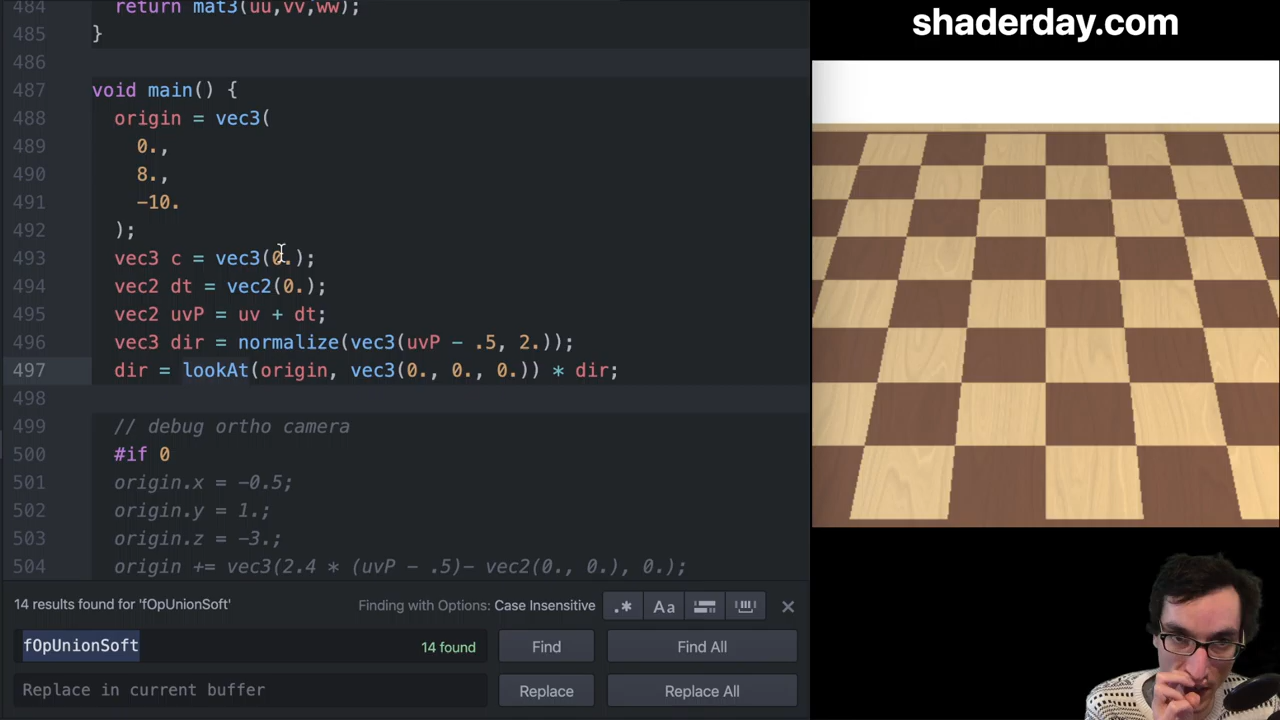 484 return mat3(uu,vv,ww);
485 }
486
487 void main() {
488 origin = vec3(
489 0.,
490 8.,
491 -10.
492 );
493 vec3 c = vec3(0.);
494 vec2 dt = vec2(0.);
495 vec2 uvP = uv + dt;
496 vec3 dir = normalize(vec3(uvP - .5, 2.));
497 dir = lookAt(origin, vec3(0., 0., 0.)) * dir;
498
499 // debug ortho camera
500 #if 0
501 origin.x = -0.5;
502 origin.y = 1.;
503 origin.z = -3.;
504 origin += vec3(2.4 * (uvP - .5)- vec2(0., 0.), 0.);
14 results found for 'fOpUnionSoft'
Finding with Options: Case Insensitive
.*
Aa
fOpUnionSoft
14 found
Find
Find All
Replace in current buffer
Replace
Replace All
shaderday.com